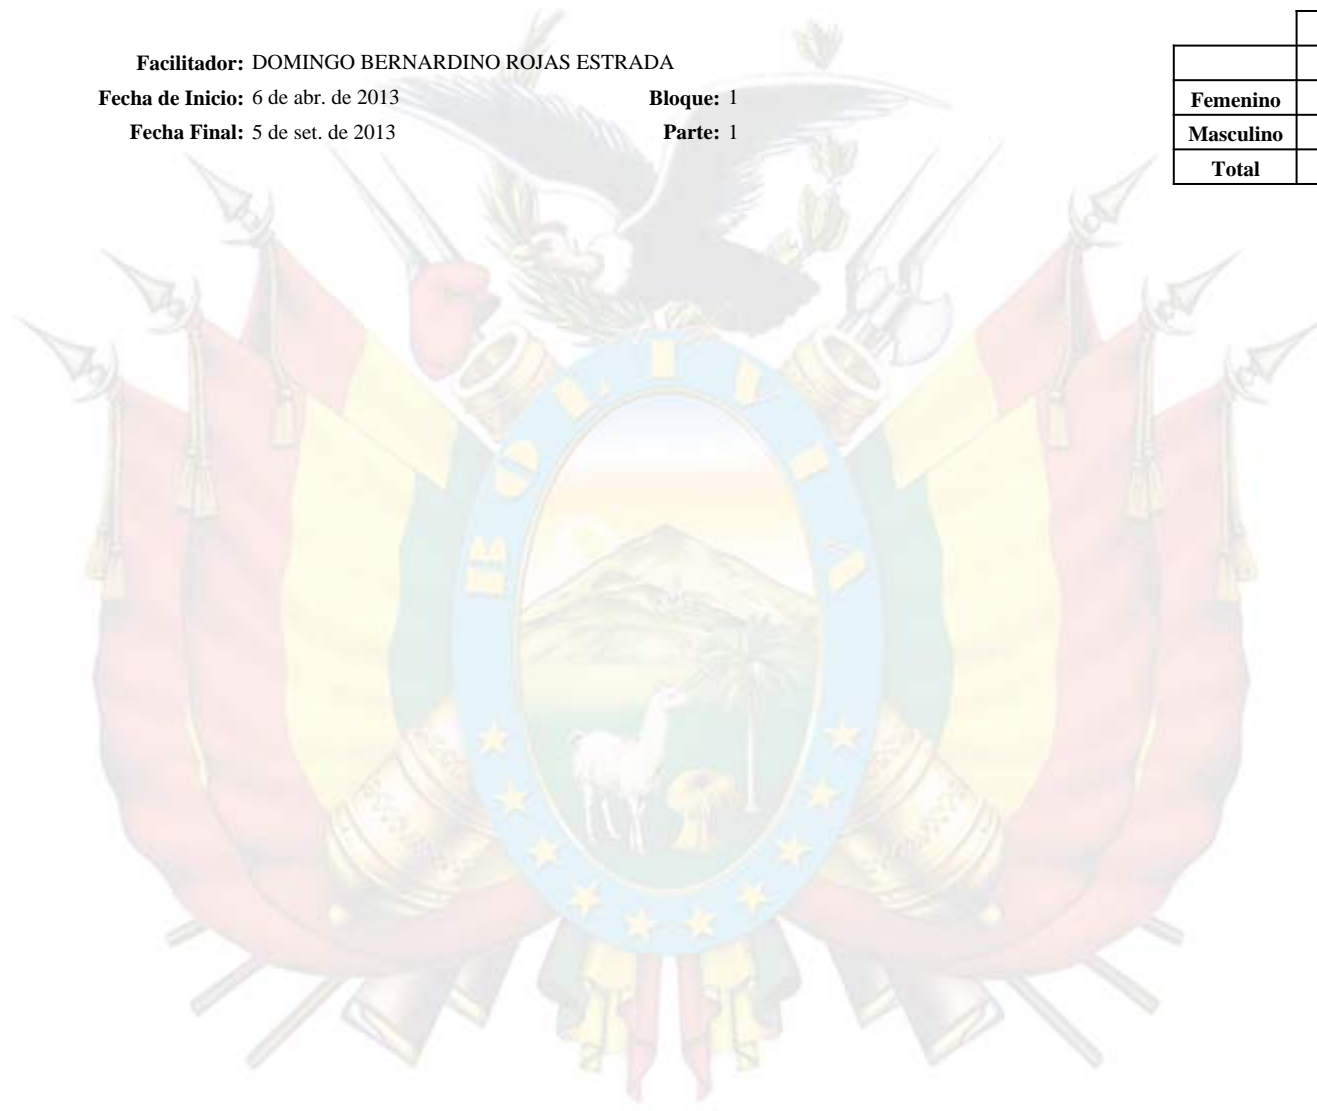 Facilitador: DOMINGO BERNARDINO ROJAS ESTRADA
Fecha de Inicio: 6 de abr. de 2013 Bloque: 1
Fecha Final: 5 de set. de 2013 Parte: 1
Femenino
Masculino
Total
BOLIVIA